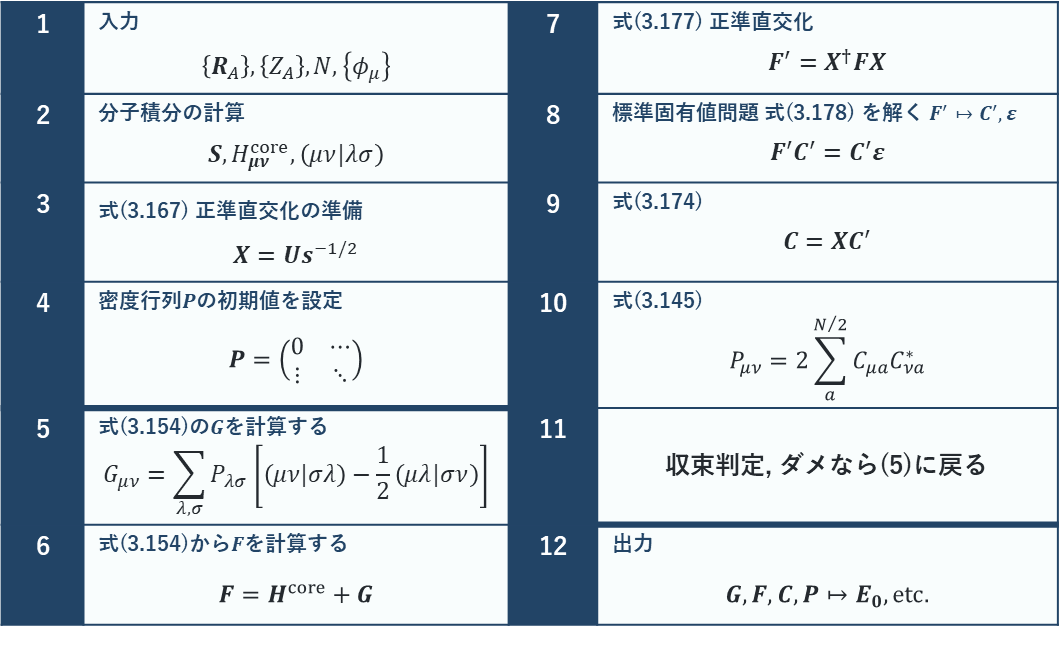 1
入力
{𝑹_A}, {Z_A}, N, {ϕ_μ}
2
分子積分の計算
𝑺, H_μν^core, (μν|λσ)
3
式(3.167) 正準直交化の準備
𝑿 = 𝑼𝒔^{−1/2}
4
密度行列𝑷の初期値を設定
𝑷 = (0 ⋯
⋮ ⋱)
5
式(3.154)の𝑮を計算する
G_μν = ∑_{λ,σ} P_λσ [(μν|σλ) − 1/2 (μλ|σν)]
6
式(3.154)から𝑭を計算する
𝑭 = 𝑯^core + 𝑮
7
式(3.177) 正準直交化
𝑭′ = 𝑿^†𝑭𝑿
8
標準固有値問題 式(3.178) を解く 𝑭′ ↦ 𝑪′, 𝜺
𝑭′𝑪′ = 𝑪′𝜺
9
式(3.174)
𝑪 = 𝑿𝑪′
10
式(3.145)
P_μν = 2 ∑_a^{N/2} C_μa C_νa^*
11
収束判定, ダメなら(5)に戻る
12
出力
𝑮, 𝑭, 𝑪, 𝑷 ↦ 𝑬_𝟎, etc.